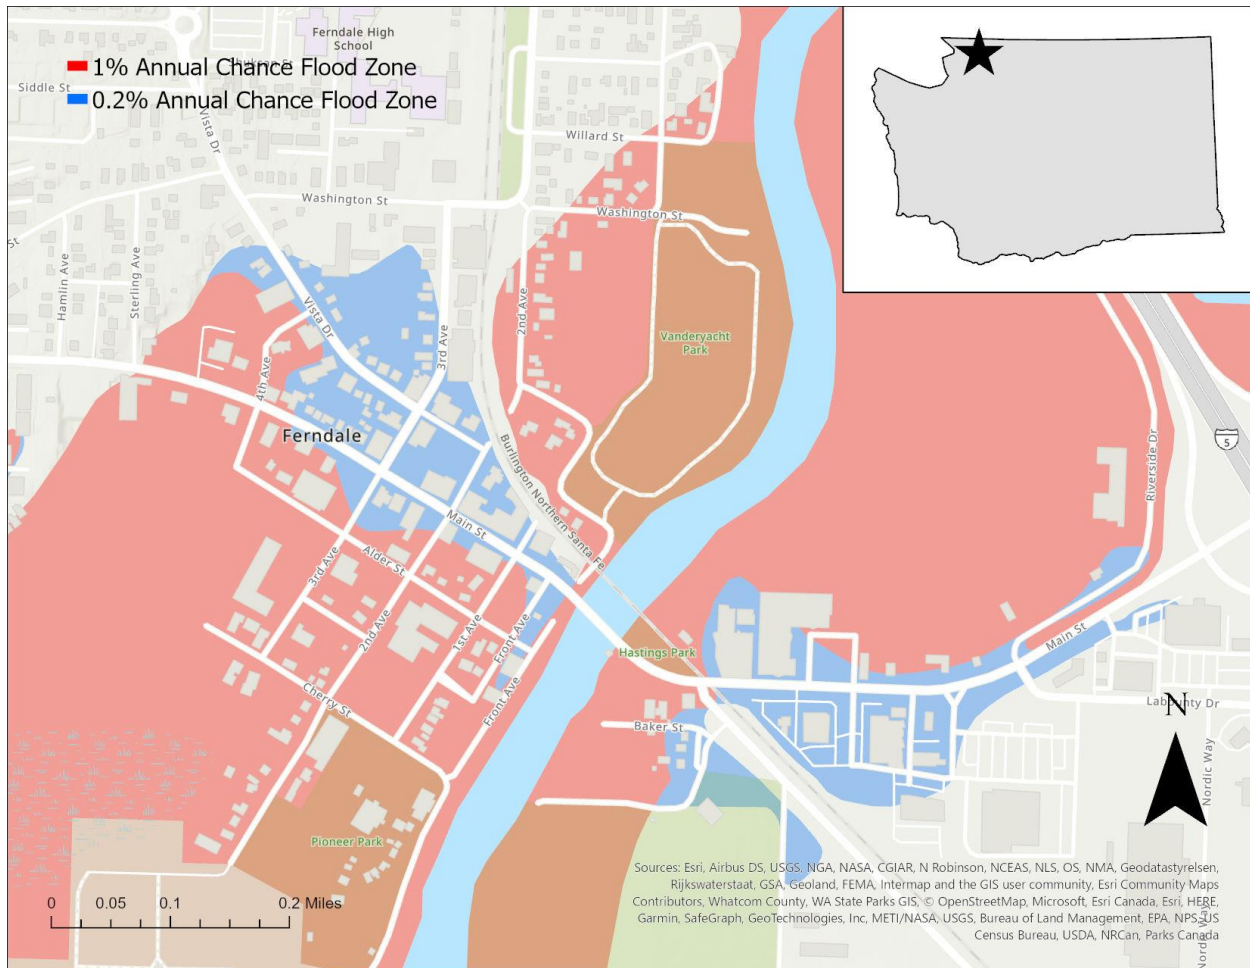 Ferndale High
School
1% Annual Chance Flood Zone
Siddle St
0.2% Annual Chance Flood Zone
Willard St
Vista Dr
Washington St
Washington St
St
Hamlin Ave
Sterling Ave
Vista Dr
2nd Ave
3rd Ave
Vanderyacht
Park
4th Ave
Ferndale
Burlington Northern Santa Fe
5
Riverside Dr
Main St
Alder St
3rd Ave
2nd Ave
1st Ave
Front Ave
Main St
Hastings Park
Cherry St
Front Ave
Baker St
Labounty Dr
N
Nordic Way
Pioneer Park
0 0.05 0.1 0.2 Miles
Sources: Esri, Airbus DS, USGS, NGA, NASA, CGIAR, N Robinson, NCEAS, NLS, OS, NMA, Geodatastyrelsen,
Rijkswaterstaat, GSA, Geoland, FEMA, Intermap and the GIS user community, Esri Community Maps
Contributors, Whatcom County, WA State Parks GIS, © OpenStreetMap, Microsoft, Esri Canada, Esri, HERE,
Garmin, SafeGraph, GeoTechnologies, Inc, METI/NASA, USGS, Bureau of Land Management, EPA, NPS, US
Census Bureau, USDA, NRCan, Parks Canada
Nordic Way